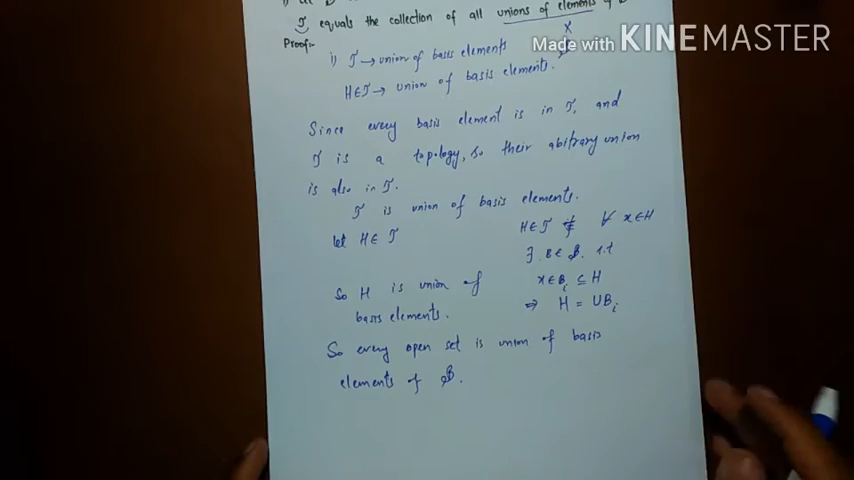 𝒯 equals the collection of all unions of elements of
Proof:-
i) 𝒯 → union of basis elements
X
H∈𝒯 → union of basis elements.
Made with KINEMASTER
Since every basis element is in 𝒯, and
𝒯 is a topology, so their abitrary union
is also in 𝒯.
𝒯 is union of basis elements.
let H∈ 𝒯
H∈𝒯 if ∀ x∈H
∃ B∈ ℬ. s.t
x∈Bᵢ ⊆ H
⇒ H = ∪Bᵢ
So H is union of
basis elements.
So every open set is union of basis
elements of ℬ.